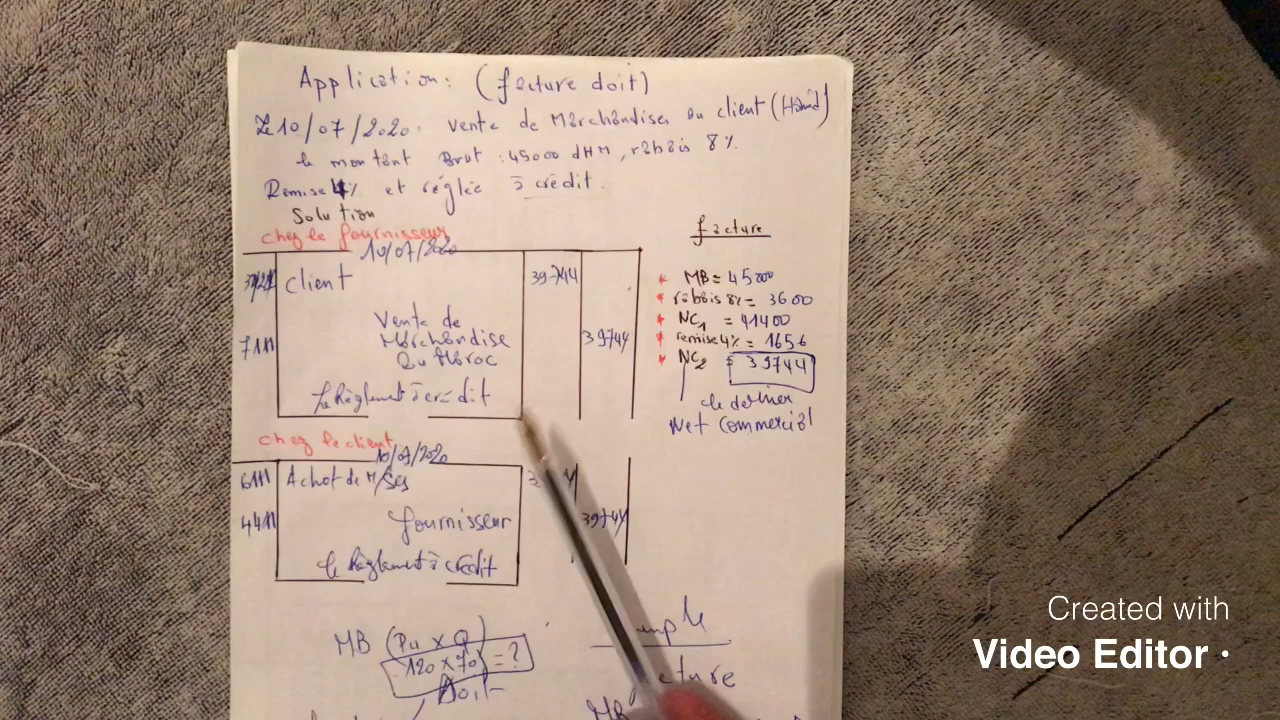 Application: (facture doit)
Le 10/07/2020: Vente de Marchandises au client (Hamid)
le montant Brut: 45000 dHM, rabais 8%
Remise 4% et réglée à crédit.
Solution
chez le fournisseur
10/07/2020
3421 client 39744
7111 Vente de
Marchandise 39744
Au Maroc
Le Règlement à crédit
facture
* MB = 45000
* rabais 8% = 3600
* NC1 = 41400
* remise 4% = 1656
* NC2 = 39744
le dernier
Net Commercial
chez le client
10/07/2020
6111 Achat de M/ses
4411 fournisseur 39744
le Règlement à crédit
MB (Pu x Q)
120 x 70 = ?
Doit
MB
Created with
Video Editor